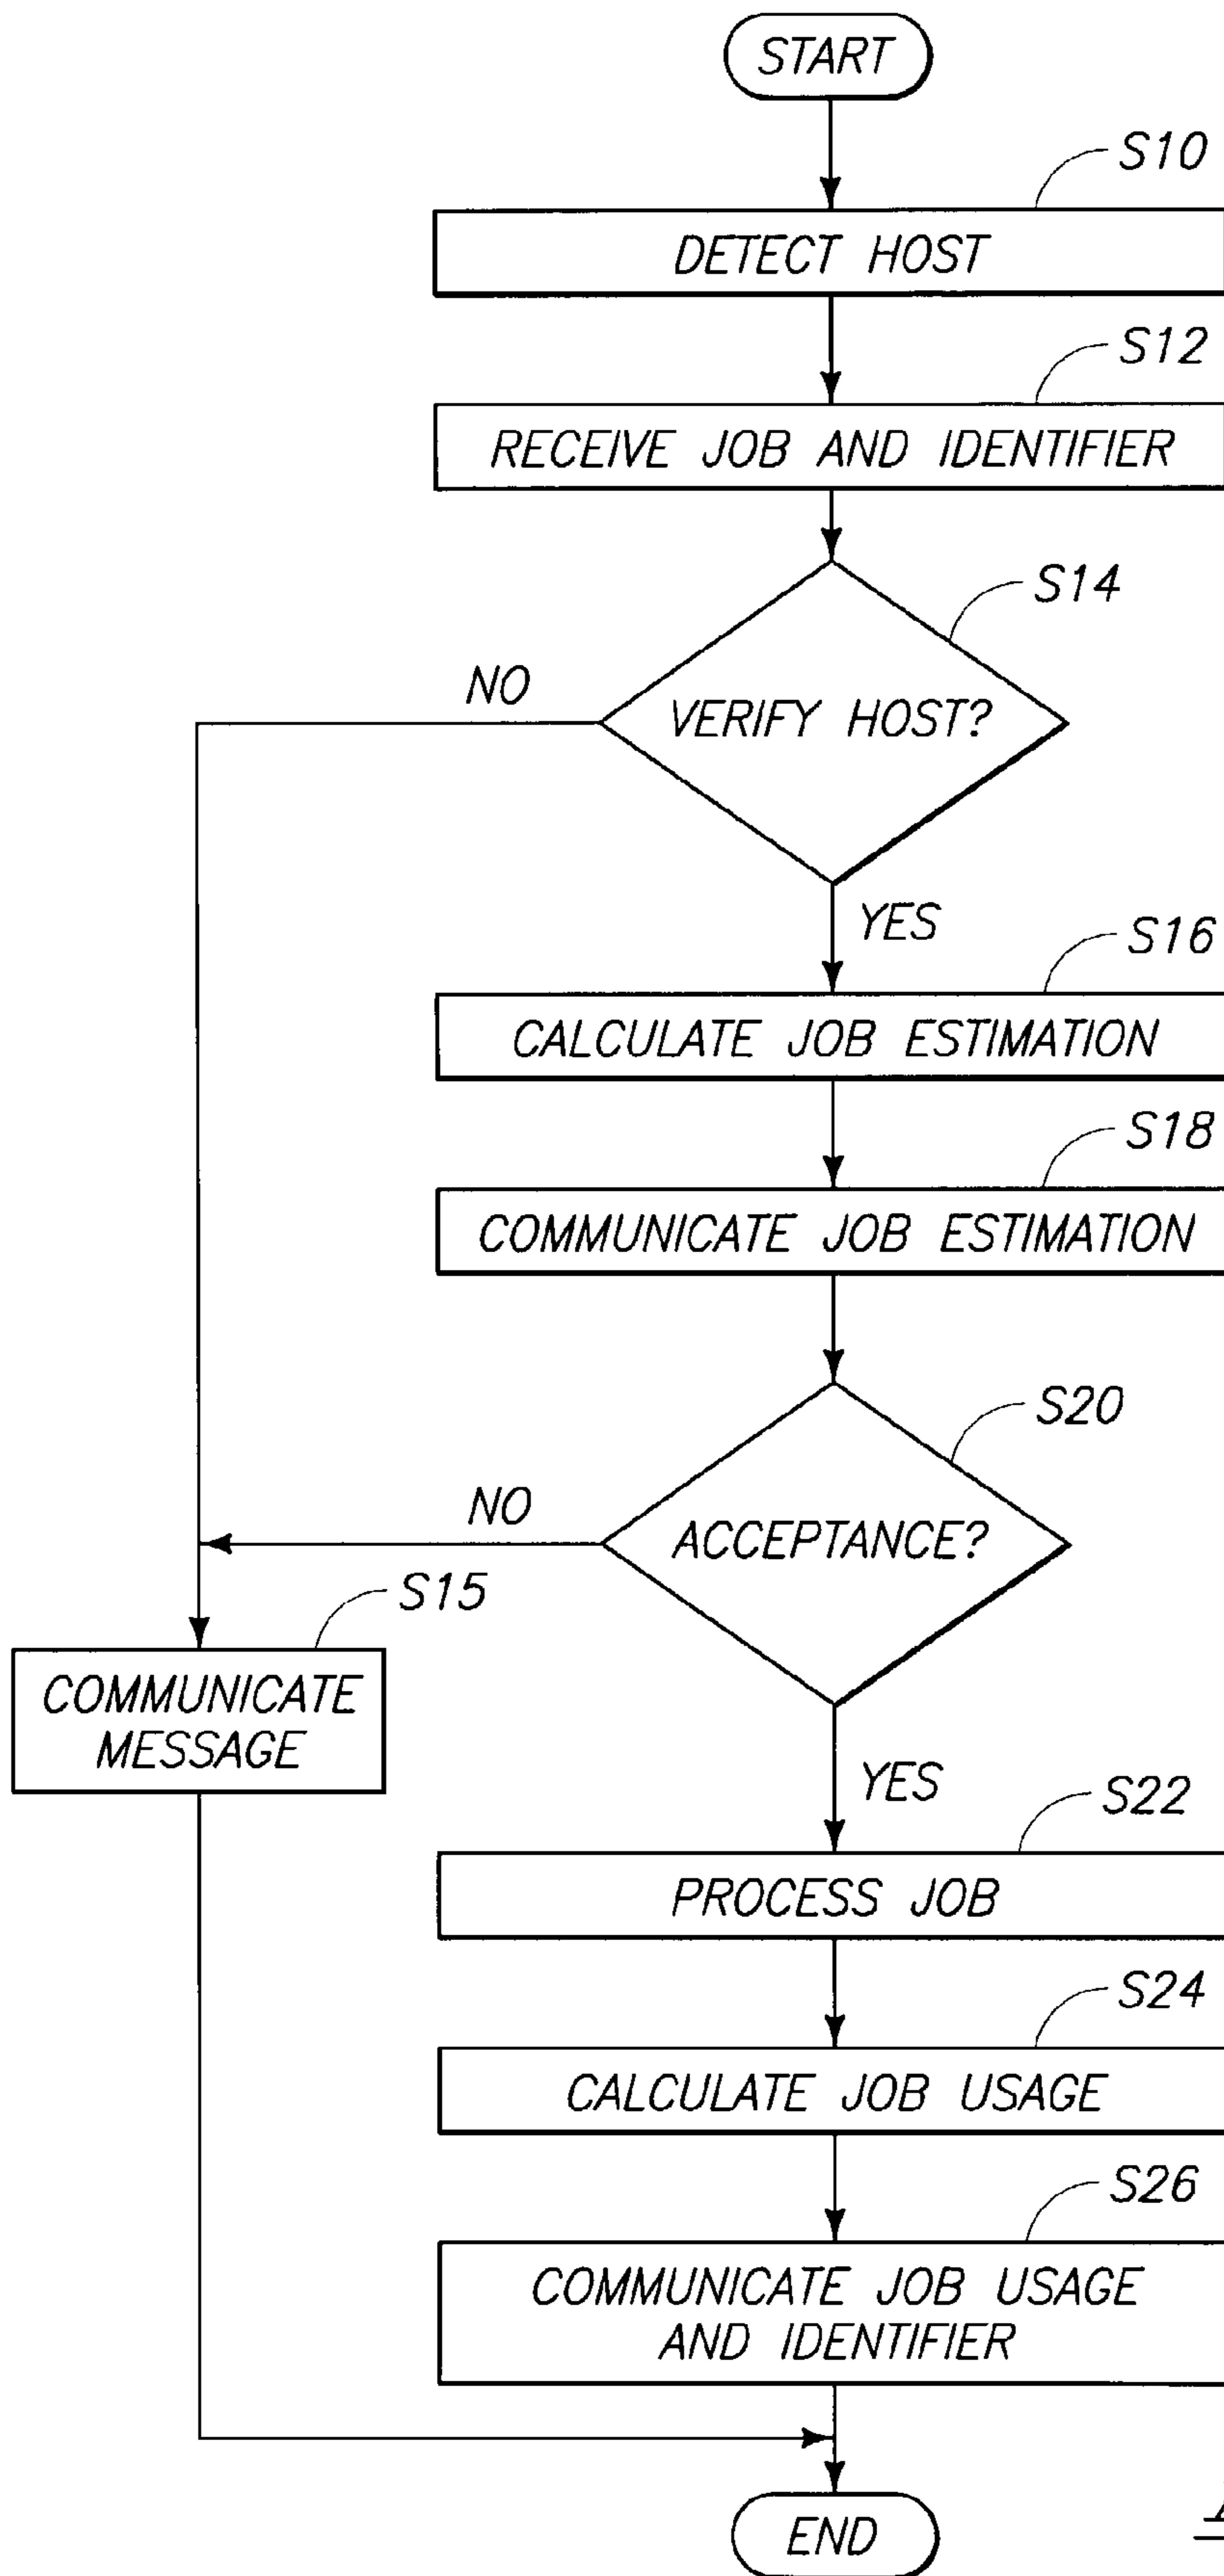 START
S10
DETECT HOST
S12
RECEIVE JOB AND IDENTIFIER
S14
NO
VERIFY HOST?
YES
S16
CALCULATE JOB ESTIMATION
S18
COMMUNICATE JOB ESTIMATION
S20
NO
ACCEPTANCE?
S15
COMMUNICATE
MESSAGE
YES
S22
PROCESS JOB
S24
CALCULATE JOB USAGE
S26
COMMUNICATE JOB USAGE
AND IDENTIFIER
END